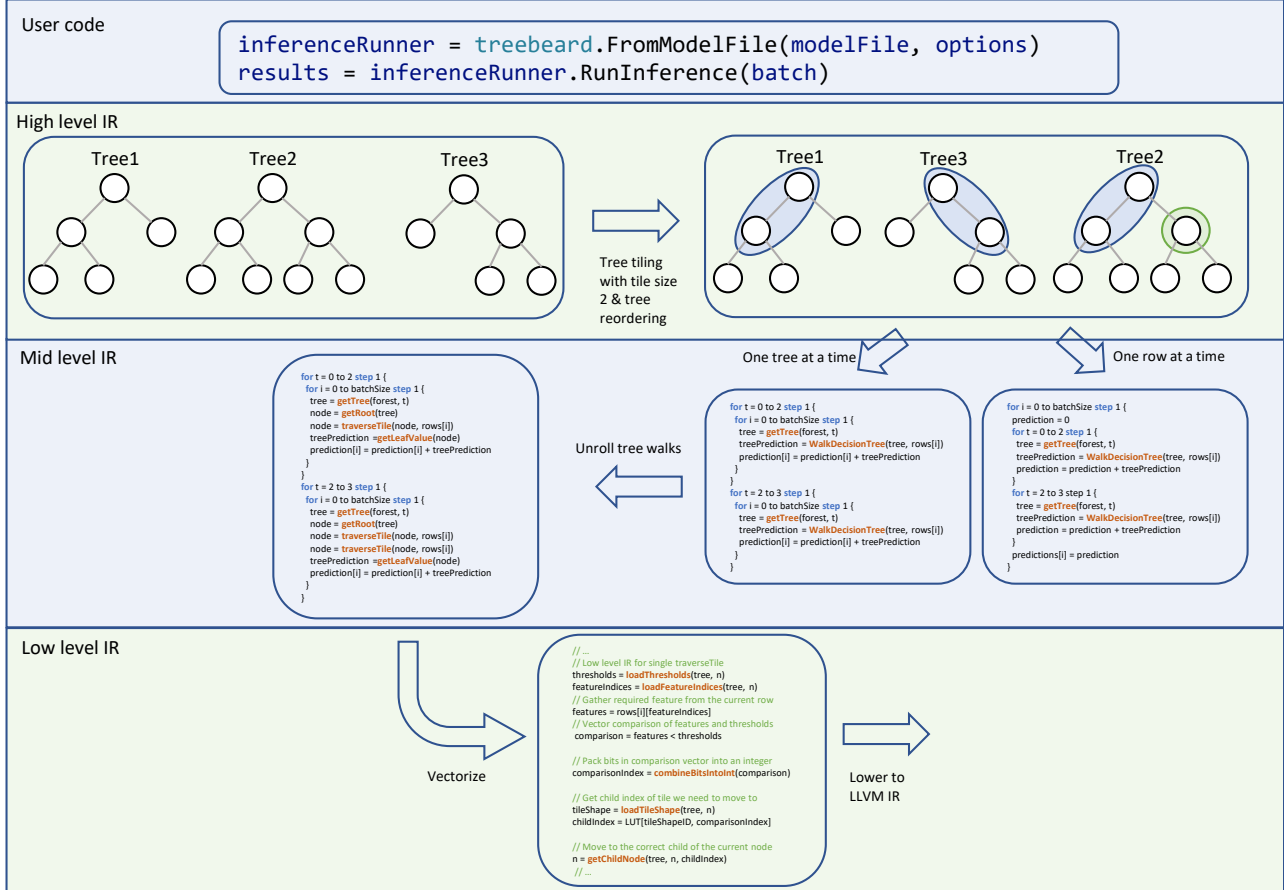 User code
inferenceRunner = treebeard.FromModelFile(modelFile, options)
results = inferenceRunner.RunInference(batch)
High level IR
Tree1
Tree2
Tree3
Tree tiling
with tile size
2 & tree
reordering
Tree1
Tree3
Tree2
Mid level IR
One tree at a time
One row at a time
for t = 0 to 2 step 1 {
for i = 0 to batchSize step 1 {
tree = getTree(forest, t)
node = getRoot(tree)
node = traverseTile(node, rows[i])
treePrediction =getLeafValue(node)
prediction[i] = prediction[i] + treePrediction
}
}
for t = 2 to 3 step 1 {
for i = 0 to batchSize step 1 {
tree = getTree(forest, t)
node = getRoot(tree)
node = traverseTile(node, rows[i])
node = traverseTile(node, rows[i])
treePrediction =getLeafValue(node)
prediction[i] = prediction[i] + treePrediction
}
}
Unroll tree walks
for t = 0 to 2 step 1 {
for i = 0 to batchSize step 1 {
tree = getTree(forest, t)
treePrediction = WalkDecisionTree(tree, rows[i])
prediction[i] = prediction[i] + treePrediction
}
}
for t = 2 to 3 step 1 {
for i = 0 to batchSize step 1 {
tree = getTree(forest, t)
treePrediction = WalkDecisionTree(tree, rows[i])
prediction[i] = prediction[i] + treePrediction
}
}
for i = 0 to batchSize step 1 {
prediction = 0
for t = 0 to 2 step 1 {
tree = getTree(forest, t)
treePrediction = WalkDecisionTree(tree, rows[i])
prediction = prediction + treePrediction
}
for t = 2 to 3 step 1 {
tree = getTree(forest, t)
treePrediction = WalkDecisionTree(tree, rows[i])
prediction = prediction + treePrediction
}
predictions[i] = prediction
}
Low level IR
Vectorize
// ...
// Low level IR for single traverseTile
thresholds = loadThresholds(tree, n)
featureIndices = loadFeatureIndices(tree, n)
// Gather required feature from the current row
features = rows[i][featureIndices]
// Vector comparison of features and thresholds
comparison = features < thresholds
// Pack bits in comparison vector into an integer
comparisonIndex = combineBitsIntoInt(comparison)
// Get child index of tile we need to move to
tileShape = loadTileShape(tree, n)
childIndex = LUT[tileShapeID, comparisonIndex]
// Move to the correct child of the current node
n = getChildNode(tree, n, childIndex)
// ...
Lower to
LLVM IR